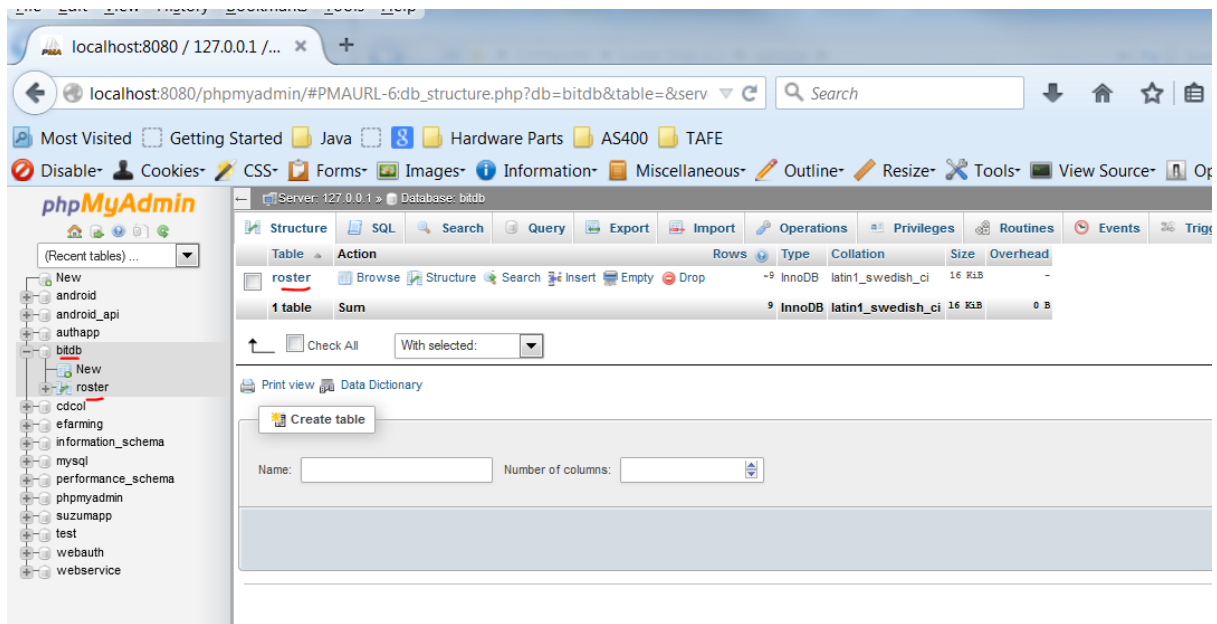 localhost:8080 / 127.0.0.1 /... × +
localhost:8080/phpmyadmin/#PMAURL-6:db_structure.php?db=bitdb&table=&serv Search
Most Visited Getting Started Java Hardware Parts AS400 TAFE
Disable Cookies CSS Forms Images Information Miscellaneous Outline Resize Tools View Source Op
phpMyAdmin
(Recent tables) ...
New
android
android_api
authapp
bitdb
New
roster
cdcol
efarming
information_schema
mysql
performance_schema
phpmyadmin
suzumapp
test
webauth
webservice
Server: 127.0.0.1 » Database: bitdb
Structure SQL Search Query Export Import Operations Privileges Routines Events Trigg
Table Action Rows Type Collation Size Overhead
roster Browse Structure Search Insert Empty Drop ~9 InnoDB latin1_swedish_ci 16 KiB -
1 table Sum 9 InnoDB latin1_swedish_ci 16 KiB 0 B
Check All With selected:
Print view Data Dictionary
Create table
Name: Number of columns: